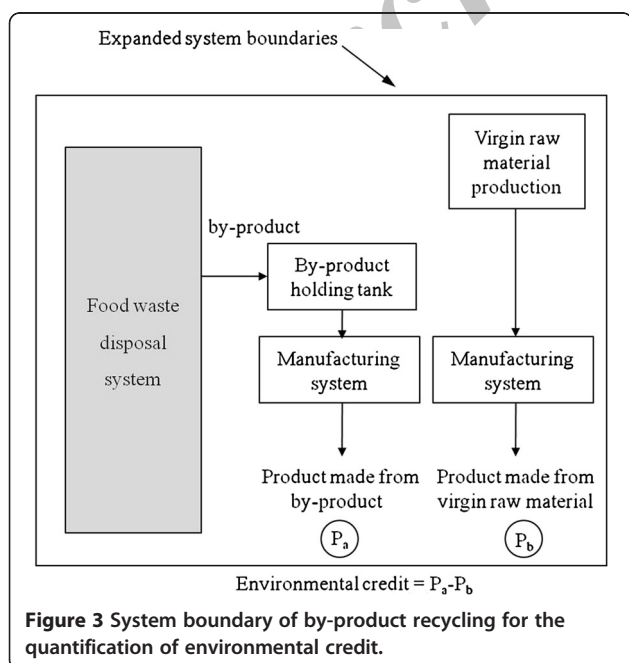 Expanded system boundaries
Virgin raw
material
production
by-product
By-product
holding tank
Food waste
disposal
system
Manufacturing
system
Manufacturing
system
Product made from
by-product
Product made from
virgin raw material
Pa
Pb
Environmental credit = Pa-Pb
Figure 3 System boundary of by-product recycling for the
quantification of environmental credit.